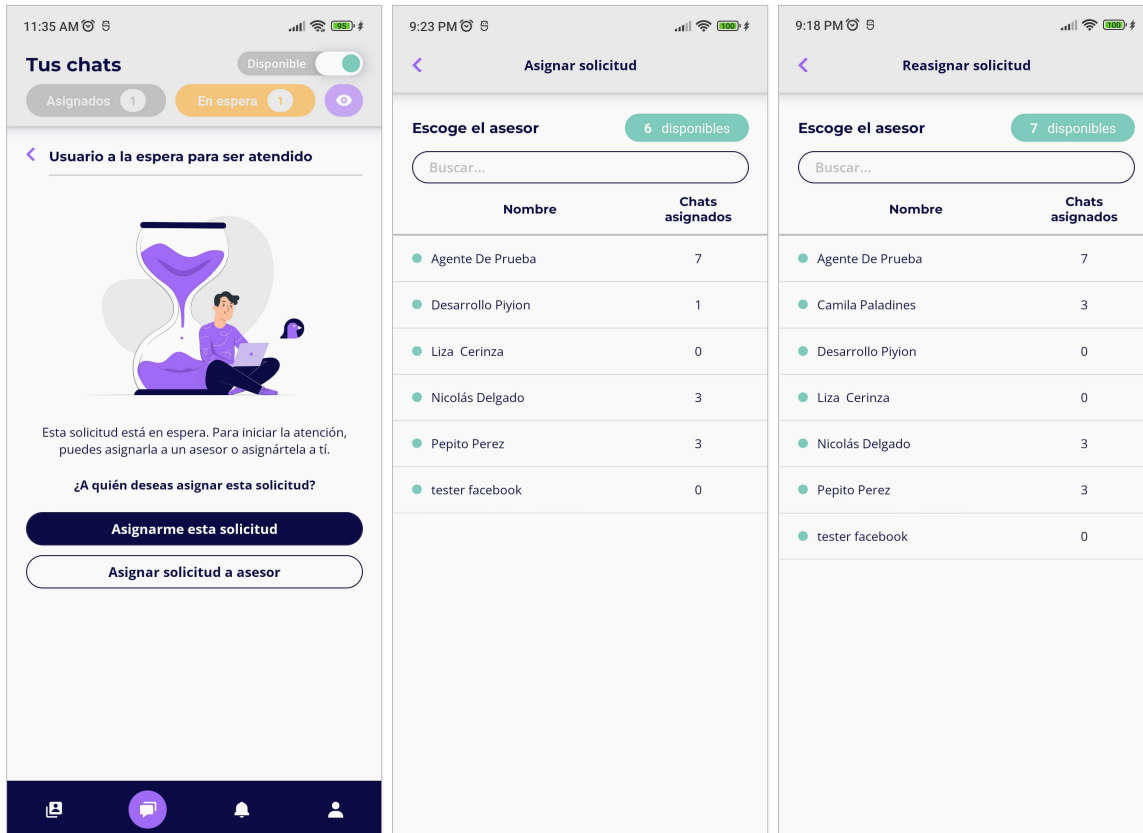 11:35 AM
95
Tus chats
Disponible
Asignados 1
En espera 1
Usuario a la espera para ser atendido
Esta solicitud está en espera. Para iniciar la atención,
puedes asignarla a un asesor o asignártela a tí.
¿A quién deseas asignar esta solicitud?
Asignarme esta solicitud
Asignar solicitud a asesor
9:23 PM
100
Asignar solicitud
Escoge el asesor
6 disponibles
Buscar...
Nombre
Chats
asignados
Agente De Prueba 7
Desarrollo Piyion 1
Liza Cerinza 0
Nicolás Delgado 3
Pepito Perez 3
tester facebook 0
9:18 PM
100
Reasignar solicitud
Escoge el asesor
7 disponibles
Buscar...
Nombre
Chats
asignados
Agente De Prueba 7
Camila Paladines 3
Desarrollo Piyion 0
Liza Cerinza 0
Nicolás Delgado 3
Pepito Perez 3
tester facebook 0